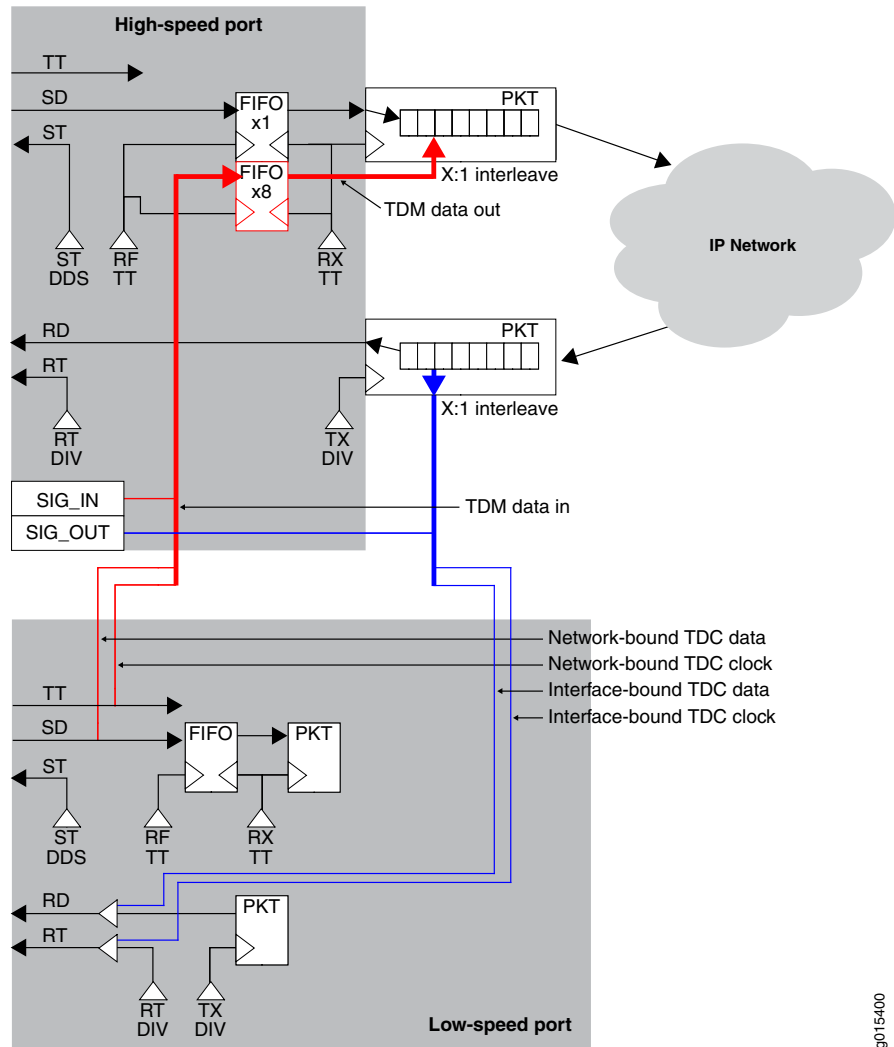 High-speed port
TT
SD
ST
FIFO
x1
FIFO
x8
PKT
X:1 interleave
TDM data out
ST
DDS
RF
TT
RX
TT
IP Network
RD
RT
PKT
X:1 interleave
RT
DIV
TX
DIV
SIG_IN
SIG_OUT
TDM data in
Network-bound TDC data
Network-bound TDC clock
Interface-bound TDC data
Interface-bound TDC clock
TT
SD
ST
FIFO
PKT
ST
DDS
RF
TT
RX
TT
RD
RT
PKT
RT
DIV
TX
DIV
Low-speed port
g015400